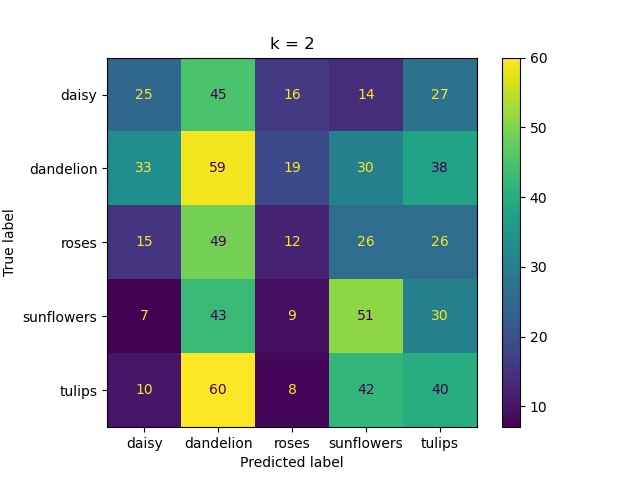 k = 2
daisy 25 45 16 14 27
dandelion 33 59 19 30 38
roses 15 49 12 26 26
sunflowers 7 43 9 51 30
tulips 10 60 8 42 40
daisy dandelion roses sunflowers tulips
Predicted label
True label
60
50
40
30
20
10